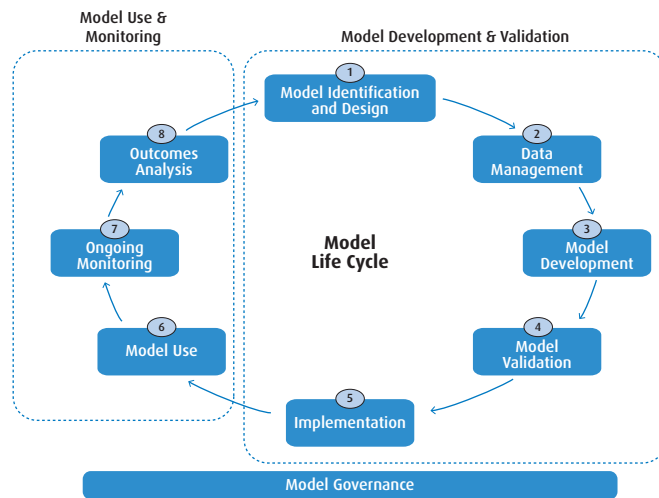 Model Use &
Monitoring
Model Development & Validation
1
Model Identification
and Design
2
Data
Management
3
Model
Development
4
Model
Validation
5
Implementation
6
Model Use
7
Ongoing
Monitoring
8
Outcomes
Analysis
Model
Life Cycle
Model Governance